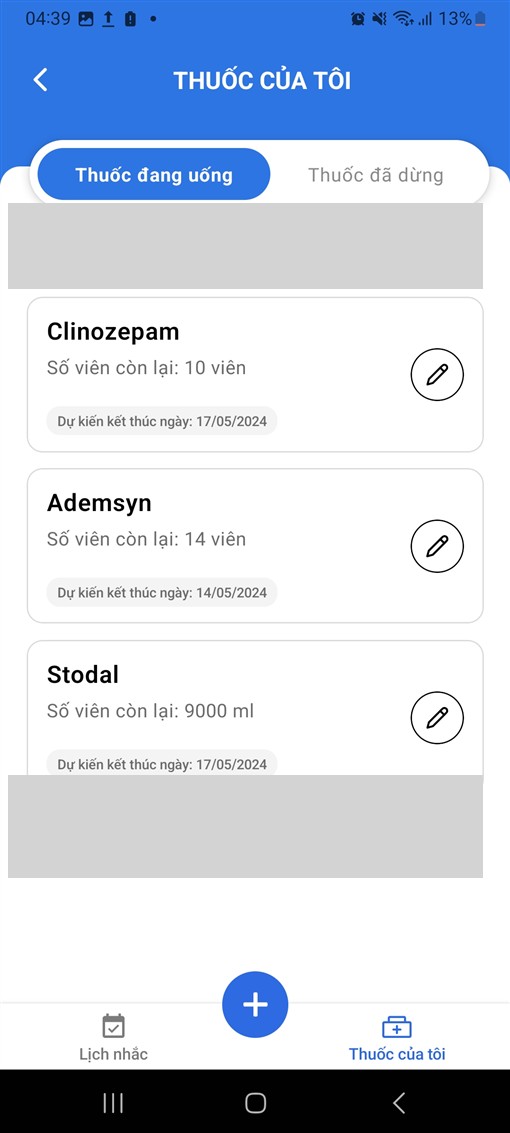 04:39 13%
THUỐC CỦA TÔI
Thuốc đang uống Thuốc đã dừng
Clinozepam
Số viên còn lại: 10 viên
Dự kiến kết thúc ngày: 17/05/2024
Ademsyn
Số viên còn lại: 14 viên
Dự kiến kết thúc ngày: 14/05/2024
Stodal
Số viên còn lại: 9000 ml
Dự kiến kết thúc ngày: 17/05/2024
Lịch nhắc Thuốc của tôi